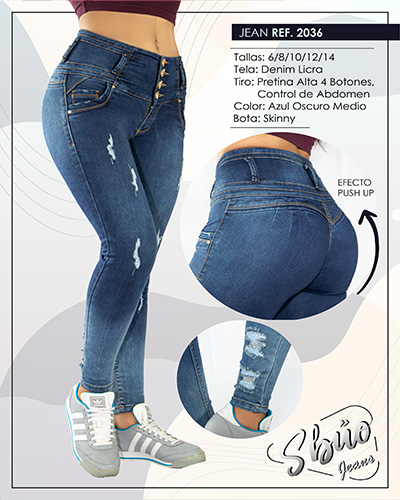 JEAN REF. 2036
Tallas: 6/8/10/12/14
Tela: Denim Licra
Tiro: Pretina Alta 4 Botones,
Control de Abdomen
Color: Azul Oscuro Medio
Bota: Skinny
EFECTO
PUSH UP
Sbüo
Jeans